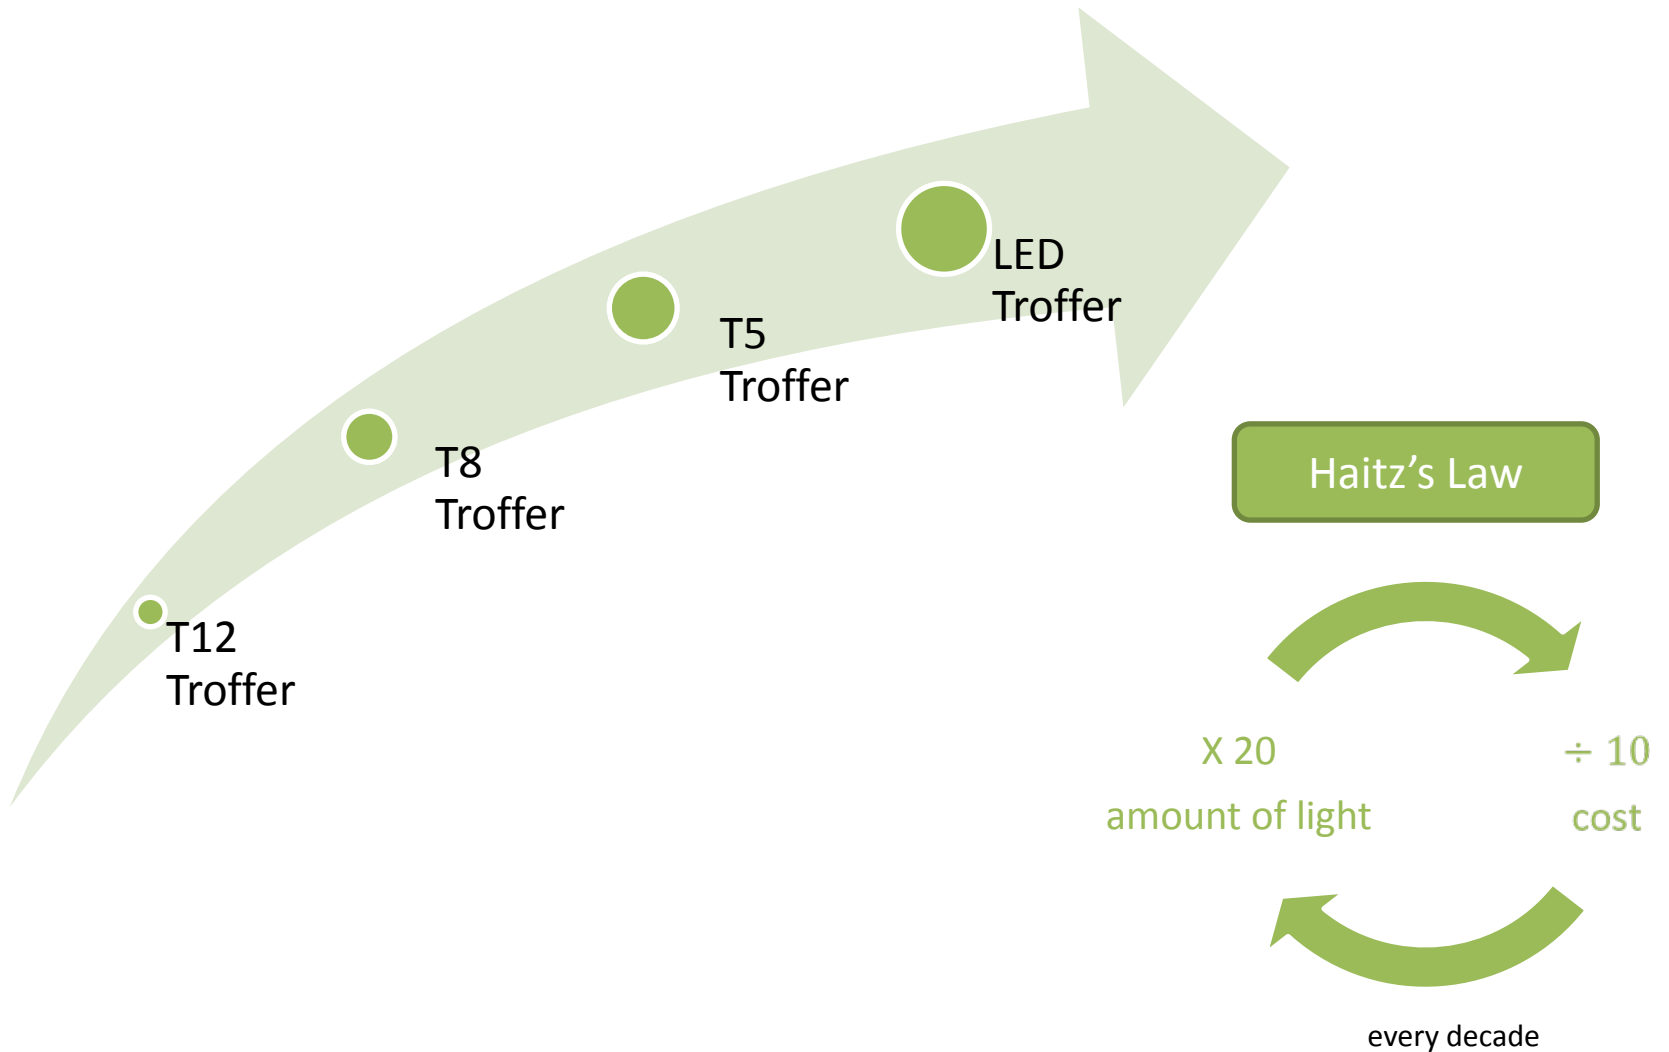 LED
Troffer
T5
Troffer
T8
Troffer
T12
Troffer
Haitz’s Law
X 20
amount of light
÷ 10
cost
every decade